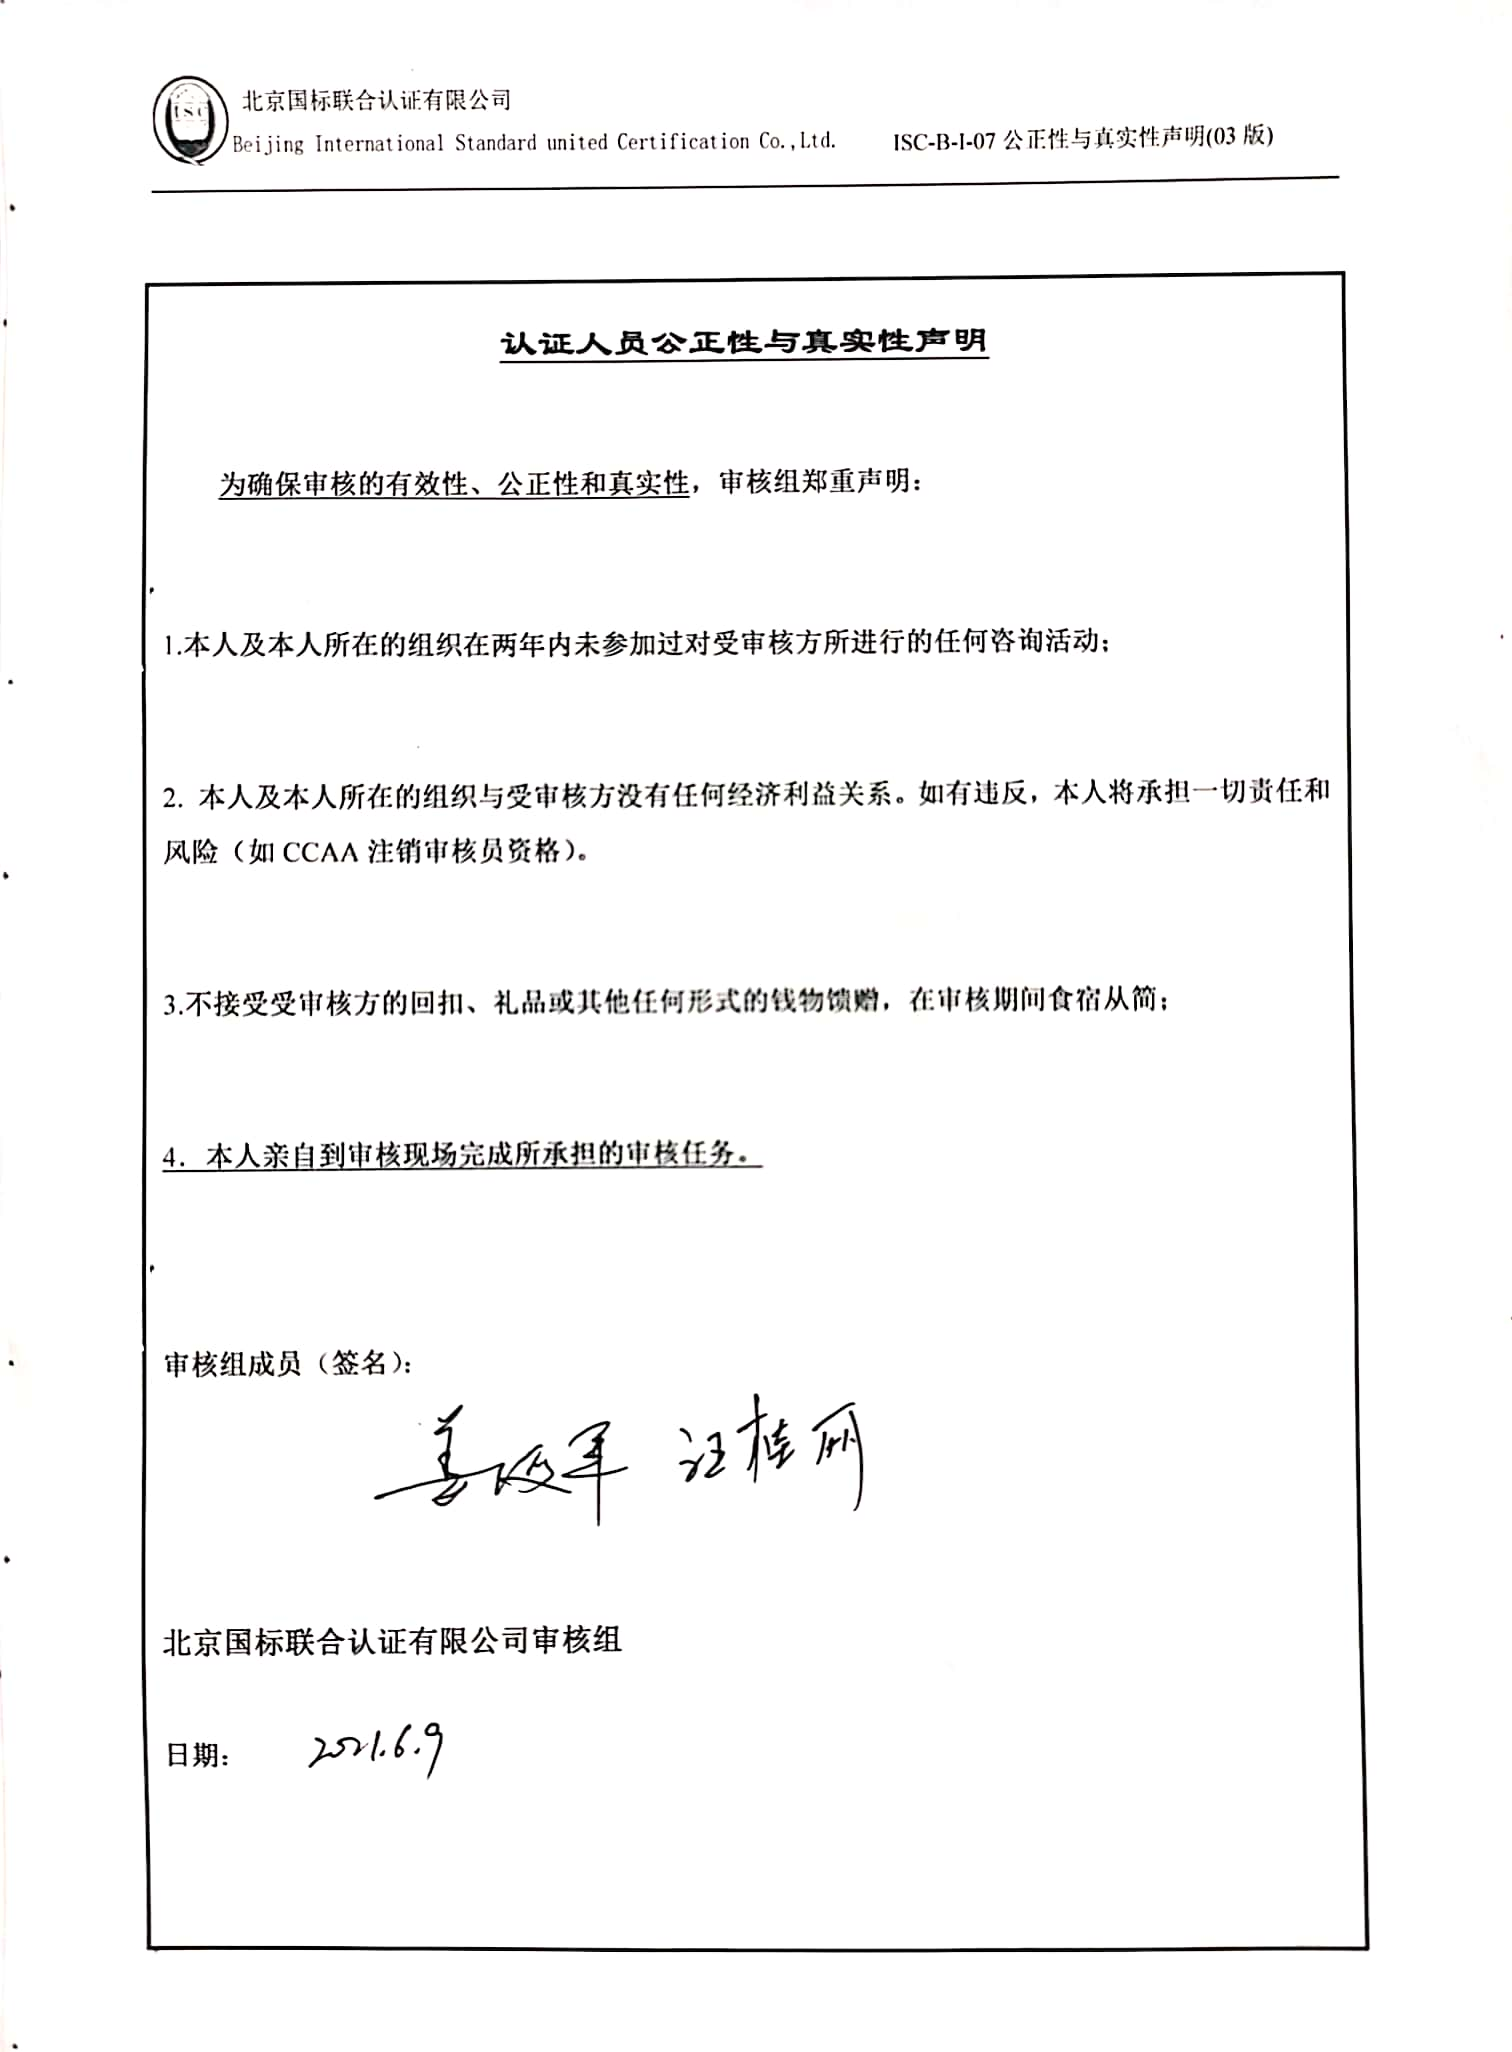 ISC
北京国标联合认证有限公司
Beijing International Standard united Certification Co.,Ltd. ISC-B-I-07 公正性与真实性声明(03 版)
认证人员公正性与真实性声明
为确保审核的有效性、公正性和真实性，审核组郑重声明：
1.本人及本人所在的组织在两年内未参加过对受审核方所进行的任何咨询活动；
2. 本人及本人所在的组织与受审核方没有任何经济利益关系。如有违反，本人将承担一切责任和
风险（如 CCAA 注销审核员资格）。
3.不接受受审核方的回扣、礼品或其他任何形式的钱物馈赠，在审核期间食宿从简；
4. 本人亲自到审核现场完成所承担的审核任务。
审核组成员（签名）：
姜海军 汪桂丽
北京国标联合认证有限公司审核组
日期： 2021.6.9